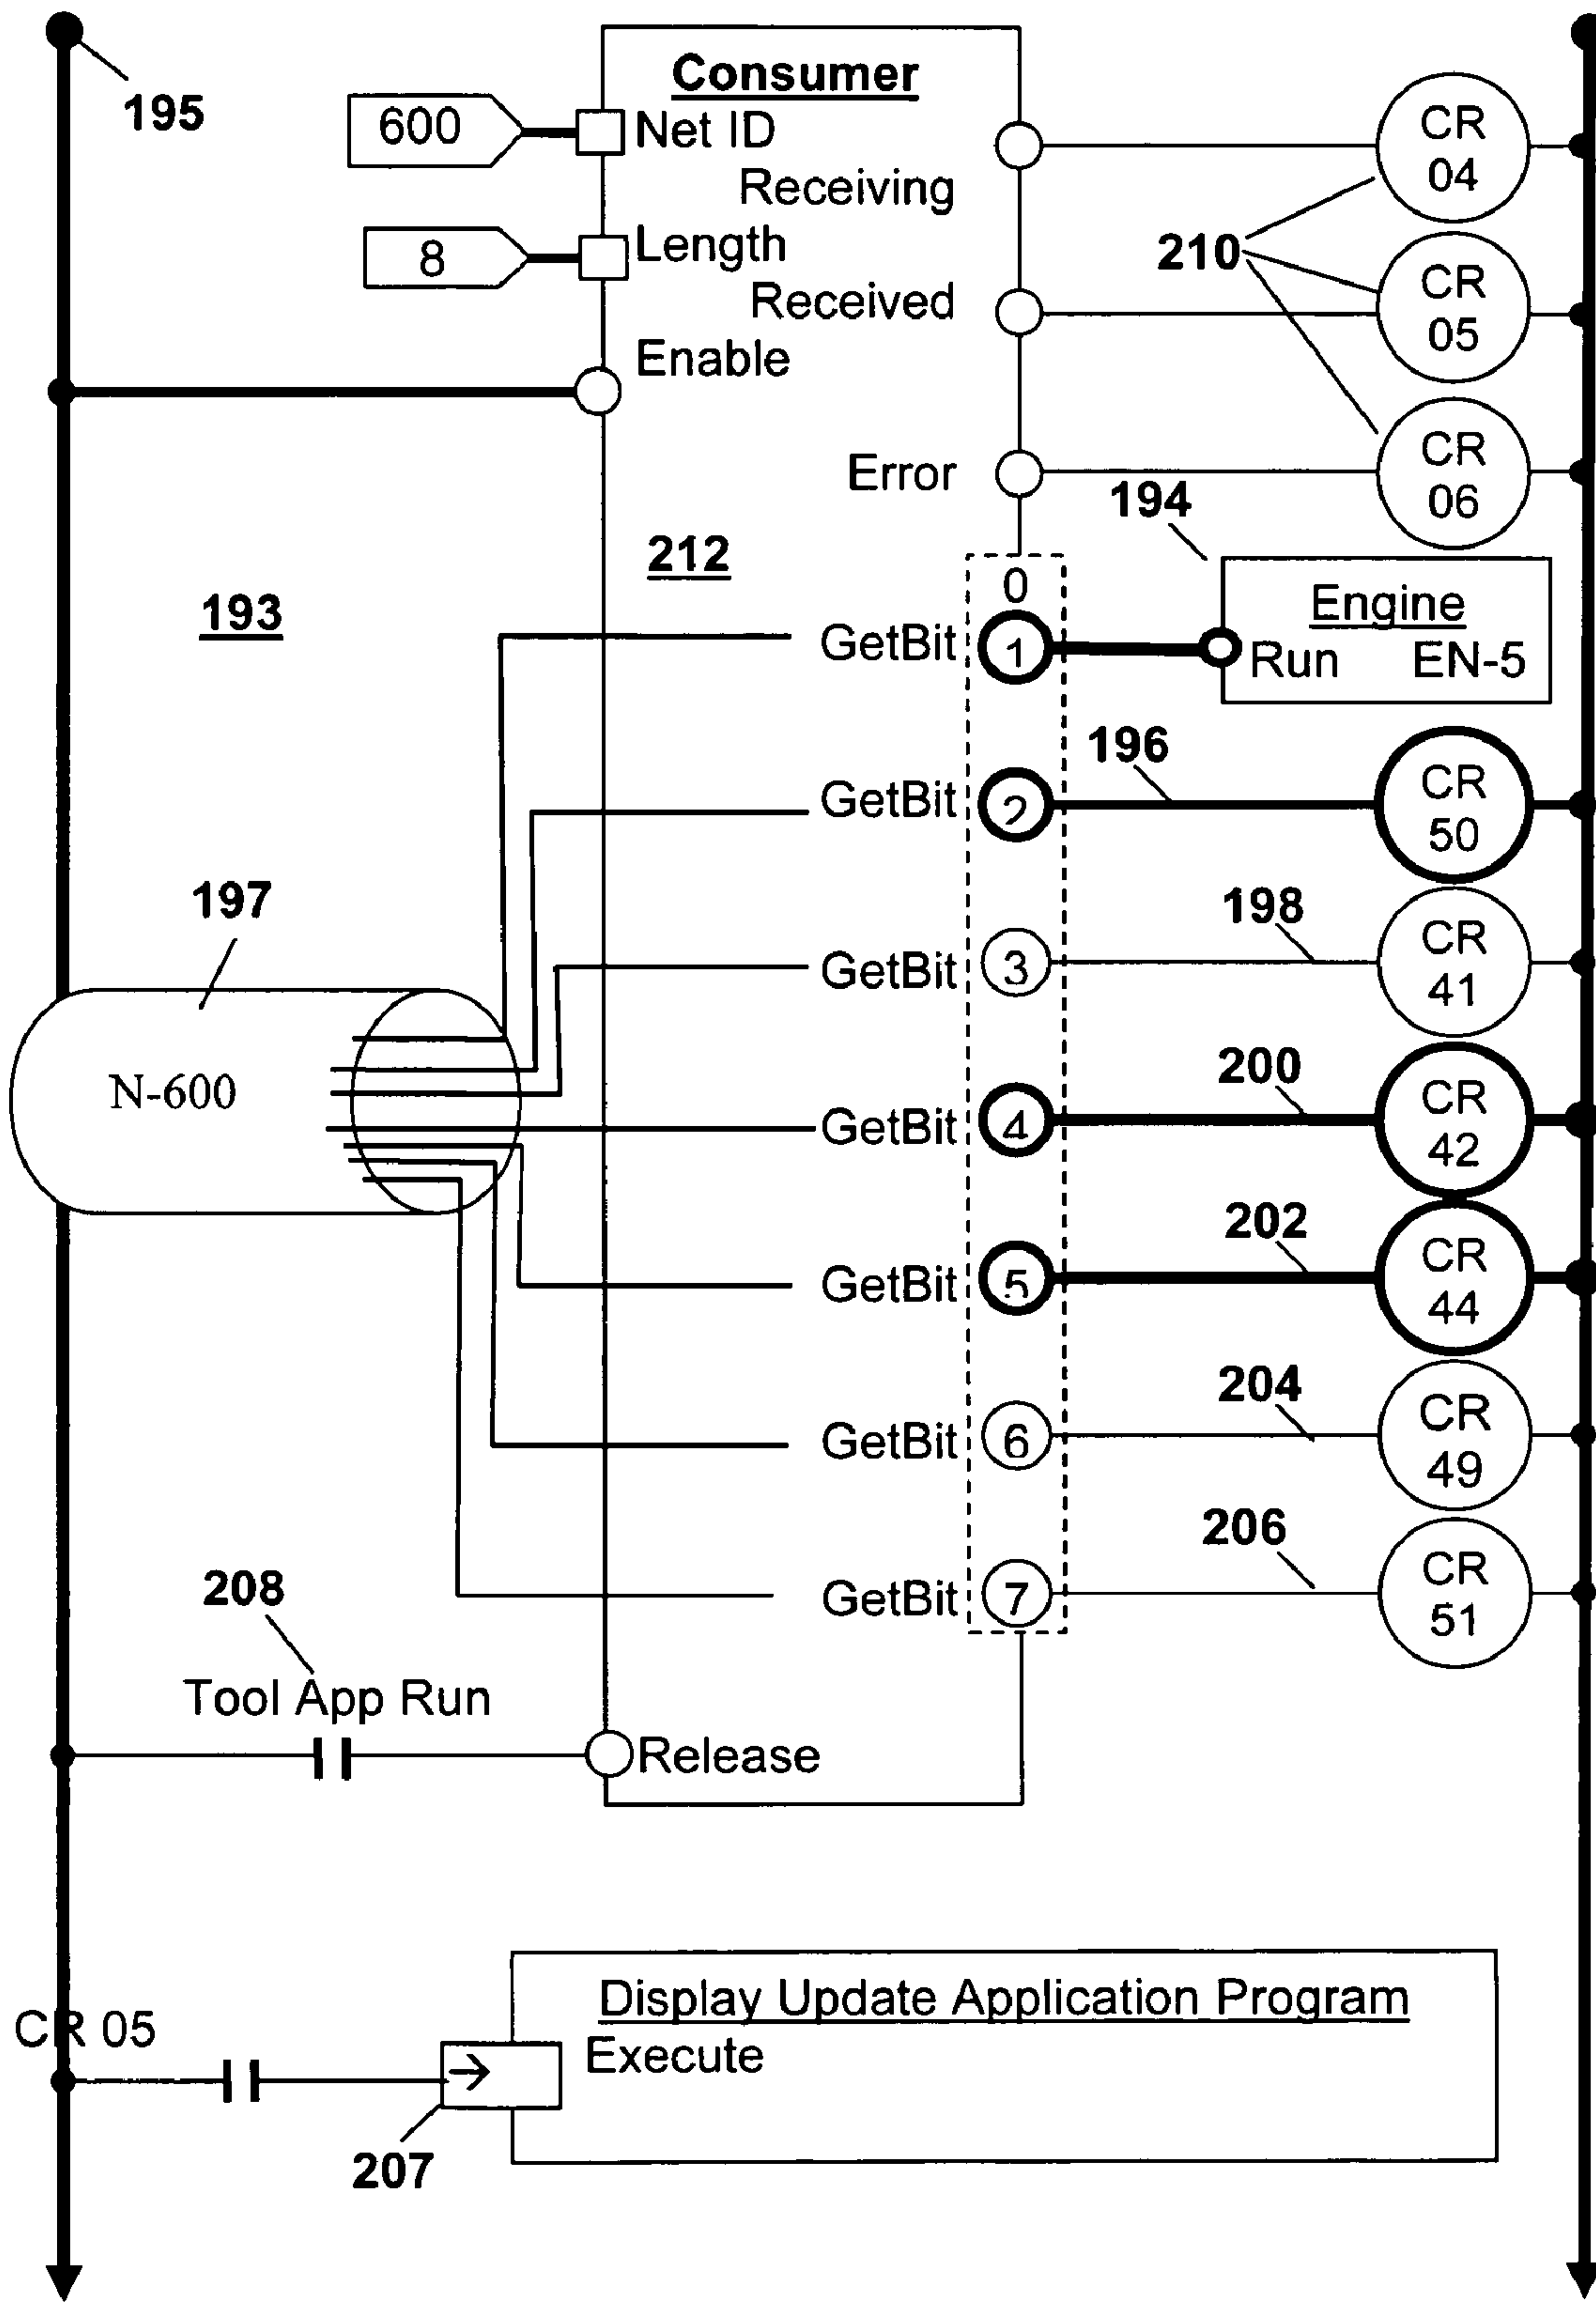 Consumer
195
600
Net ID
CR
04
Receiving
210
8
Length
Received
CR
05
Enable
Error
CR
06
194
212
0
Engine
193
GetBit
1
Run
EN-5
196
GetBit
2
CR
50
197
198
GetBit
3
CR
41
N-600
200
GetBit
4
CR
42
202
GetBit
5
CR
44
204
GetBit
6
CR
49
206
208
GetBit
7
CR
51
Tool App Run
Release
Display Update Application Program
CR 05
Execute
207